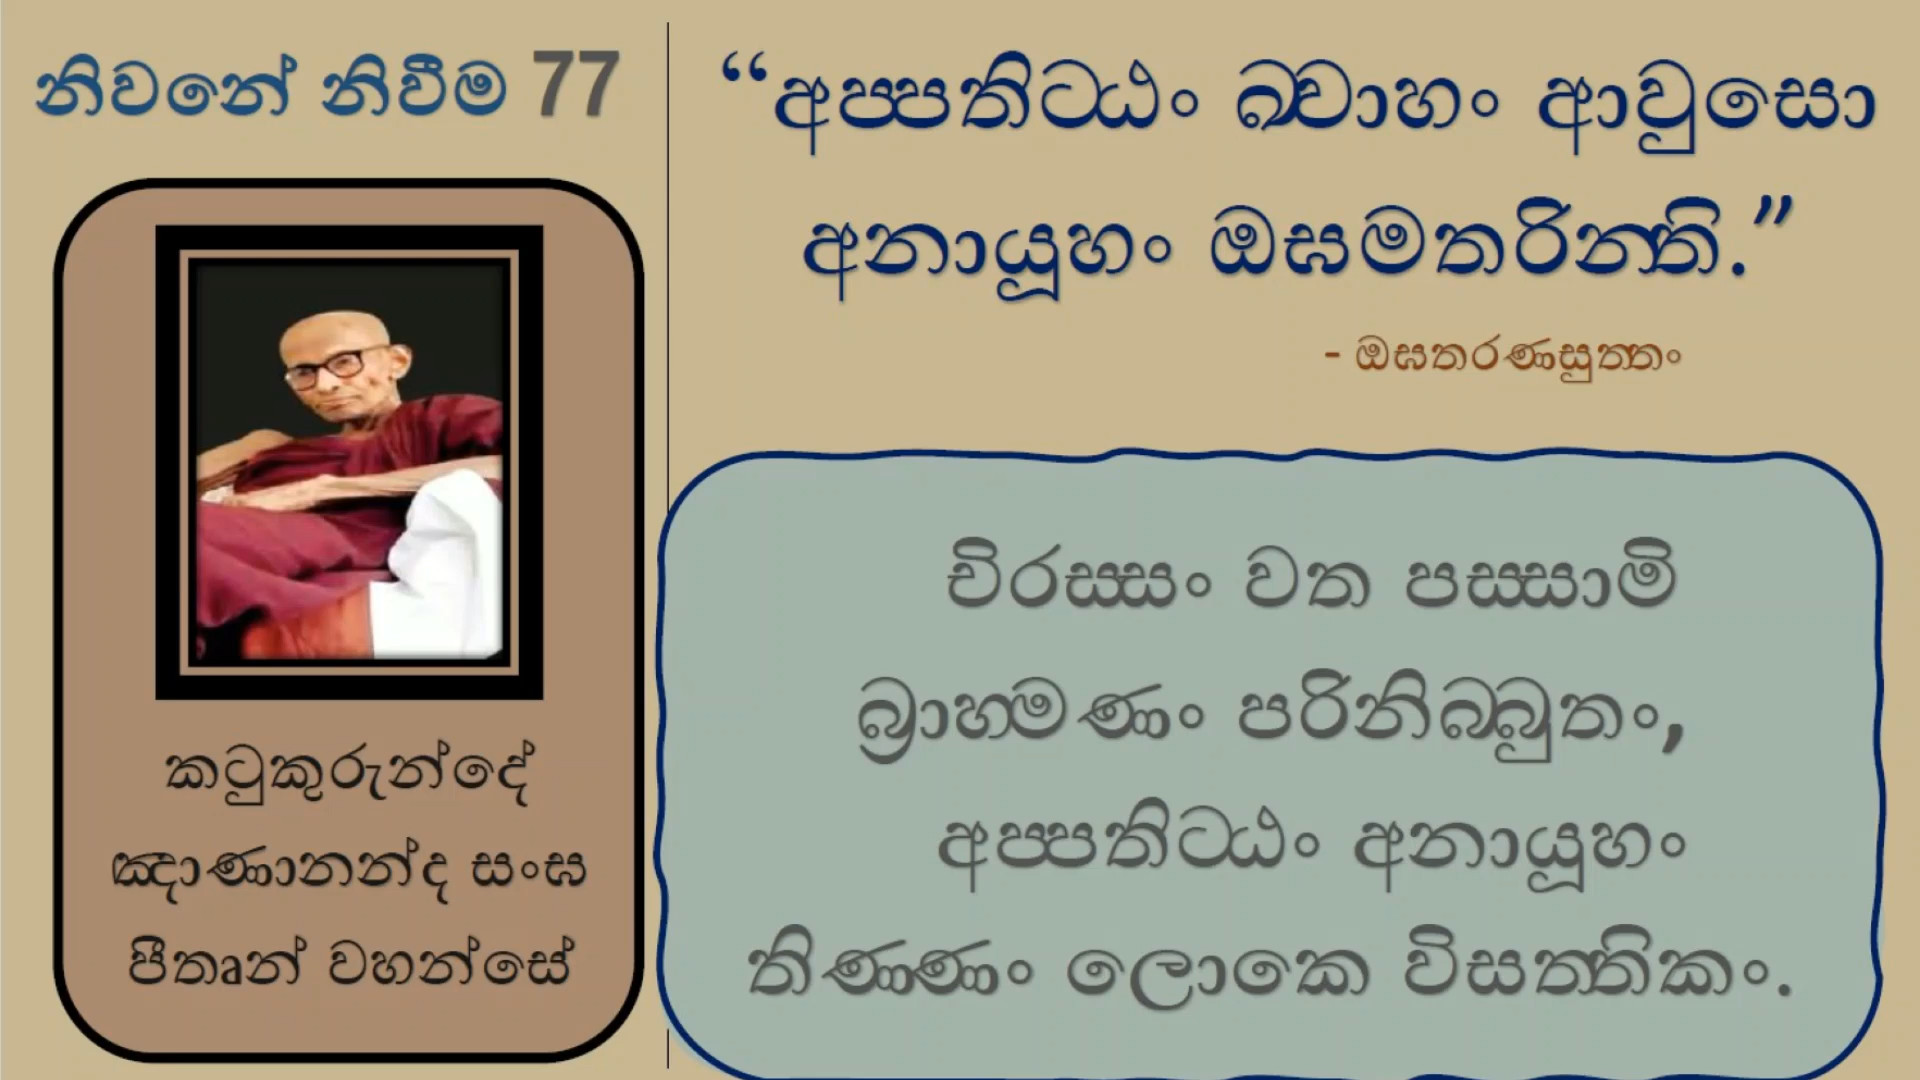 නිවනේ නිවීම 77
කටුකුරුන්දේ
ඤාණානන්ද සංඝ
පීතෘන් වහන්සේ
“අප්‍පතිට්‍ඨං ඛ්‍වාහං ආවුසො
අනායූහං ඔඝමතරින්‍ති.”
- ඔඝතරණසුත්‍තං
චිරස්‍සං වත පස්‍සාමි
බ්‍රාහ්‍මණං පරිනිබ්‍බුතං,
අප්‍පතිට්‍ඨං අනායූහං
තිණ්‍ණං ලොකෙ විසත්‍තිකං.